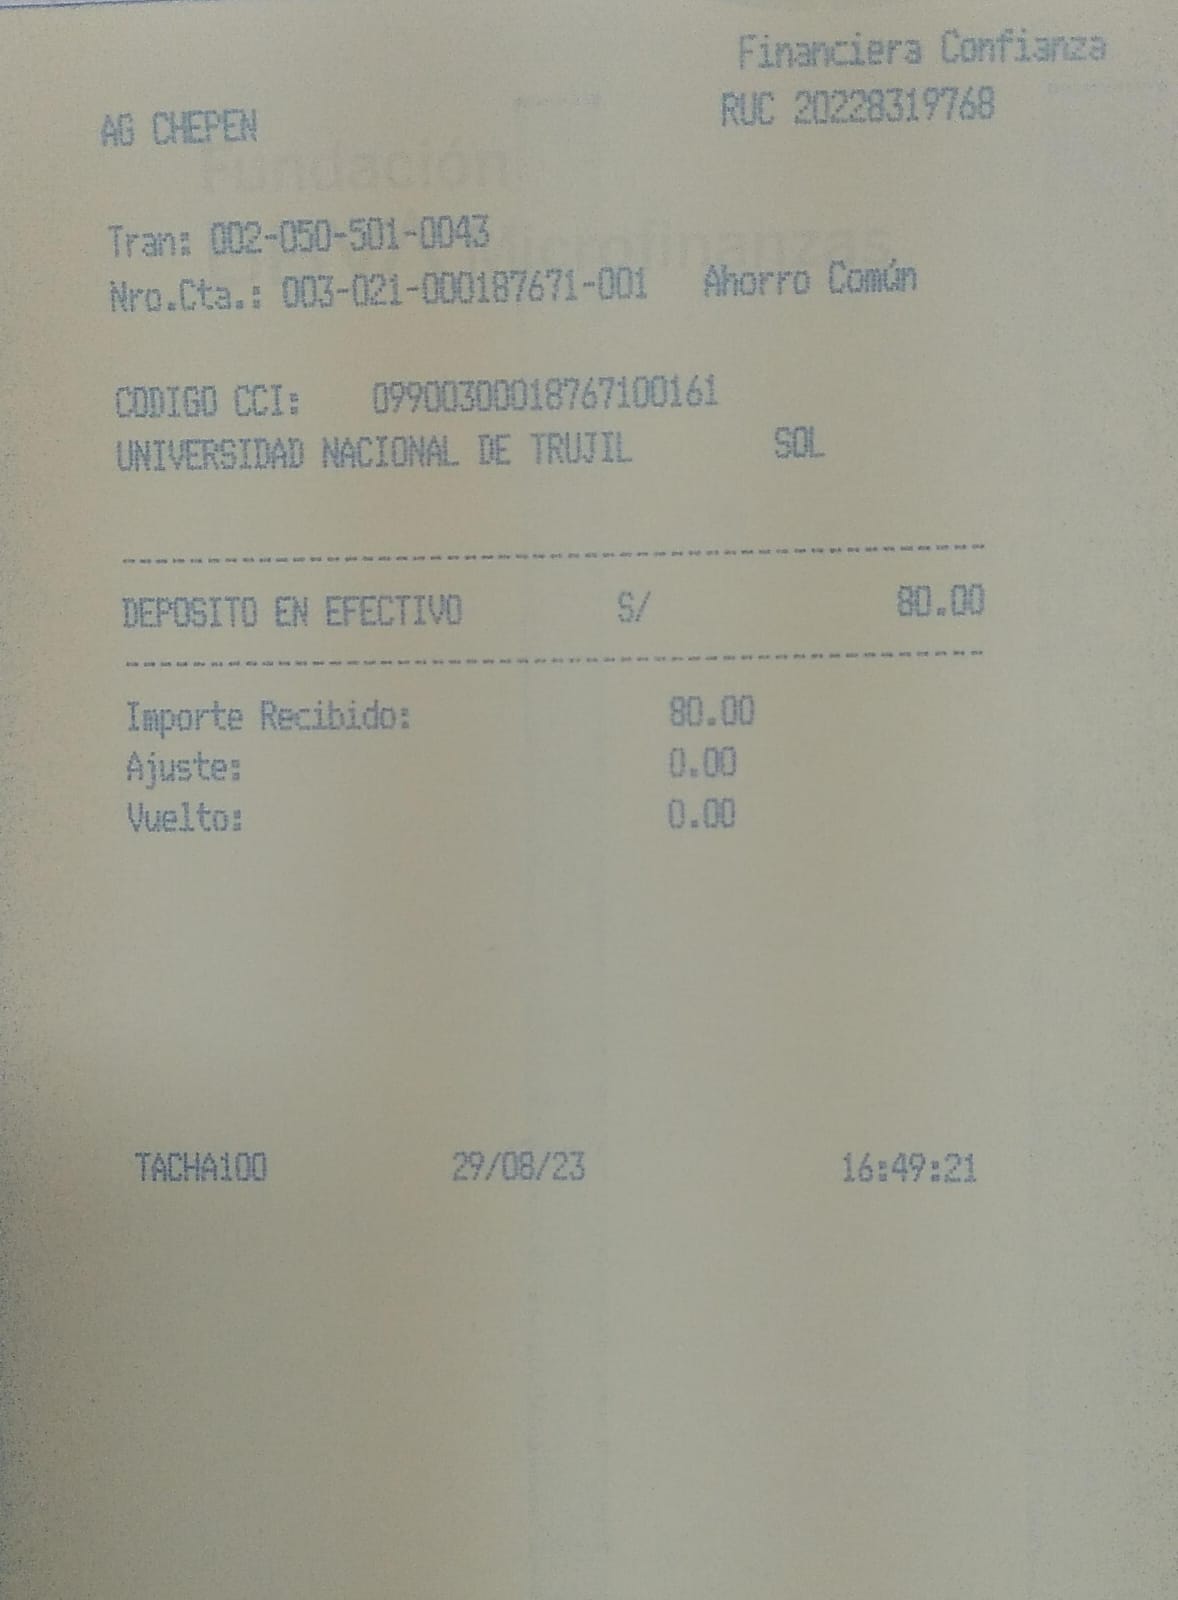 Financiera Confianza
AG CHEPEN RUC 20228319768
Fundación
Tran: 002-050-501-0043
Nro.Cta.: 003-021-000187671-001 Ahorro Común
CODIGO CCI: 09900300018767100161
UNIVERSIDAD NACIONAL DE TRUJIL SOL
DEPOSITO EN EFECTIVO S/ 80.00
Importe Recibido: 80.00
Ajuste: 0.00
Vuelto: 0.00
TACHA100 29/08/23 16:49:21